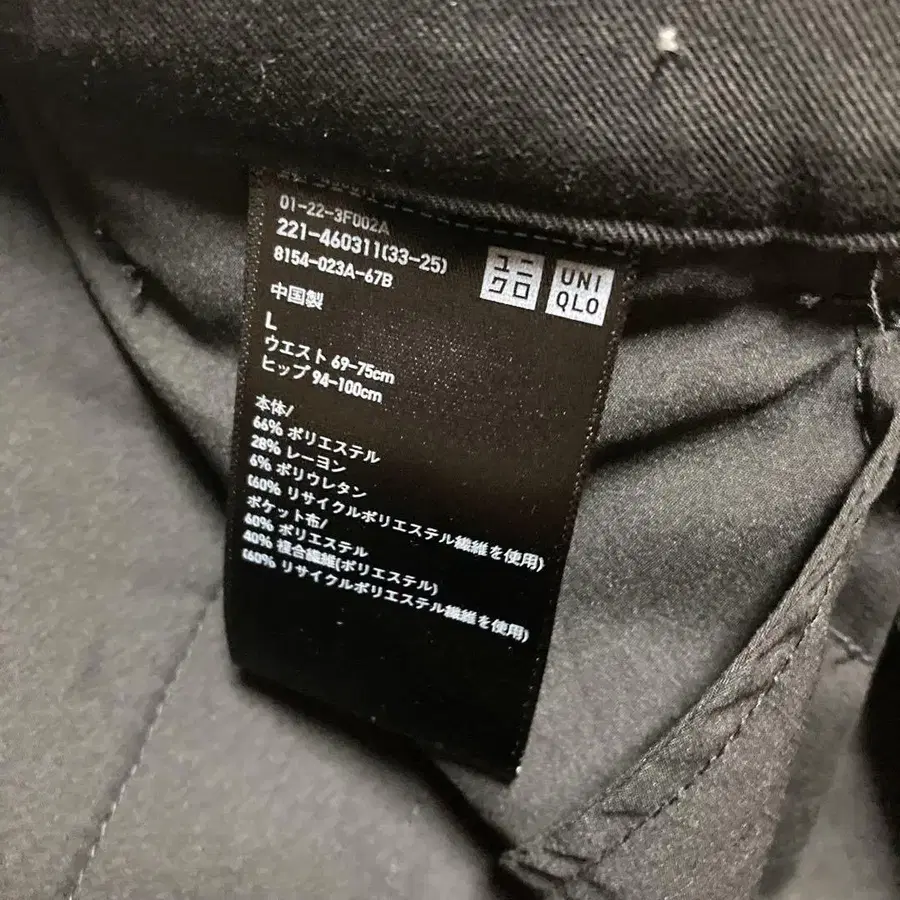 01-22-3F002A
221-460311(33-25)
8154-023A-67B
ユニ
クロ
UNI
QLO
中国製
L
ウエスト 69-75cm
ヒップ 94-100cm
本体/
66% ポリエステル
28% レーヨン
6% ポリウレタン
(60% リサイクルポリエステル繊維を使用)
ポケット布/
60% ポリエステル
40% 複合繊維(ポリエステル)
(60% リサイクルポリエステル繊維を使用)